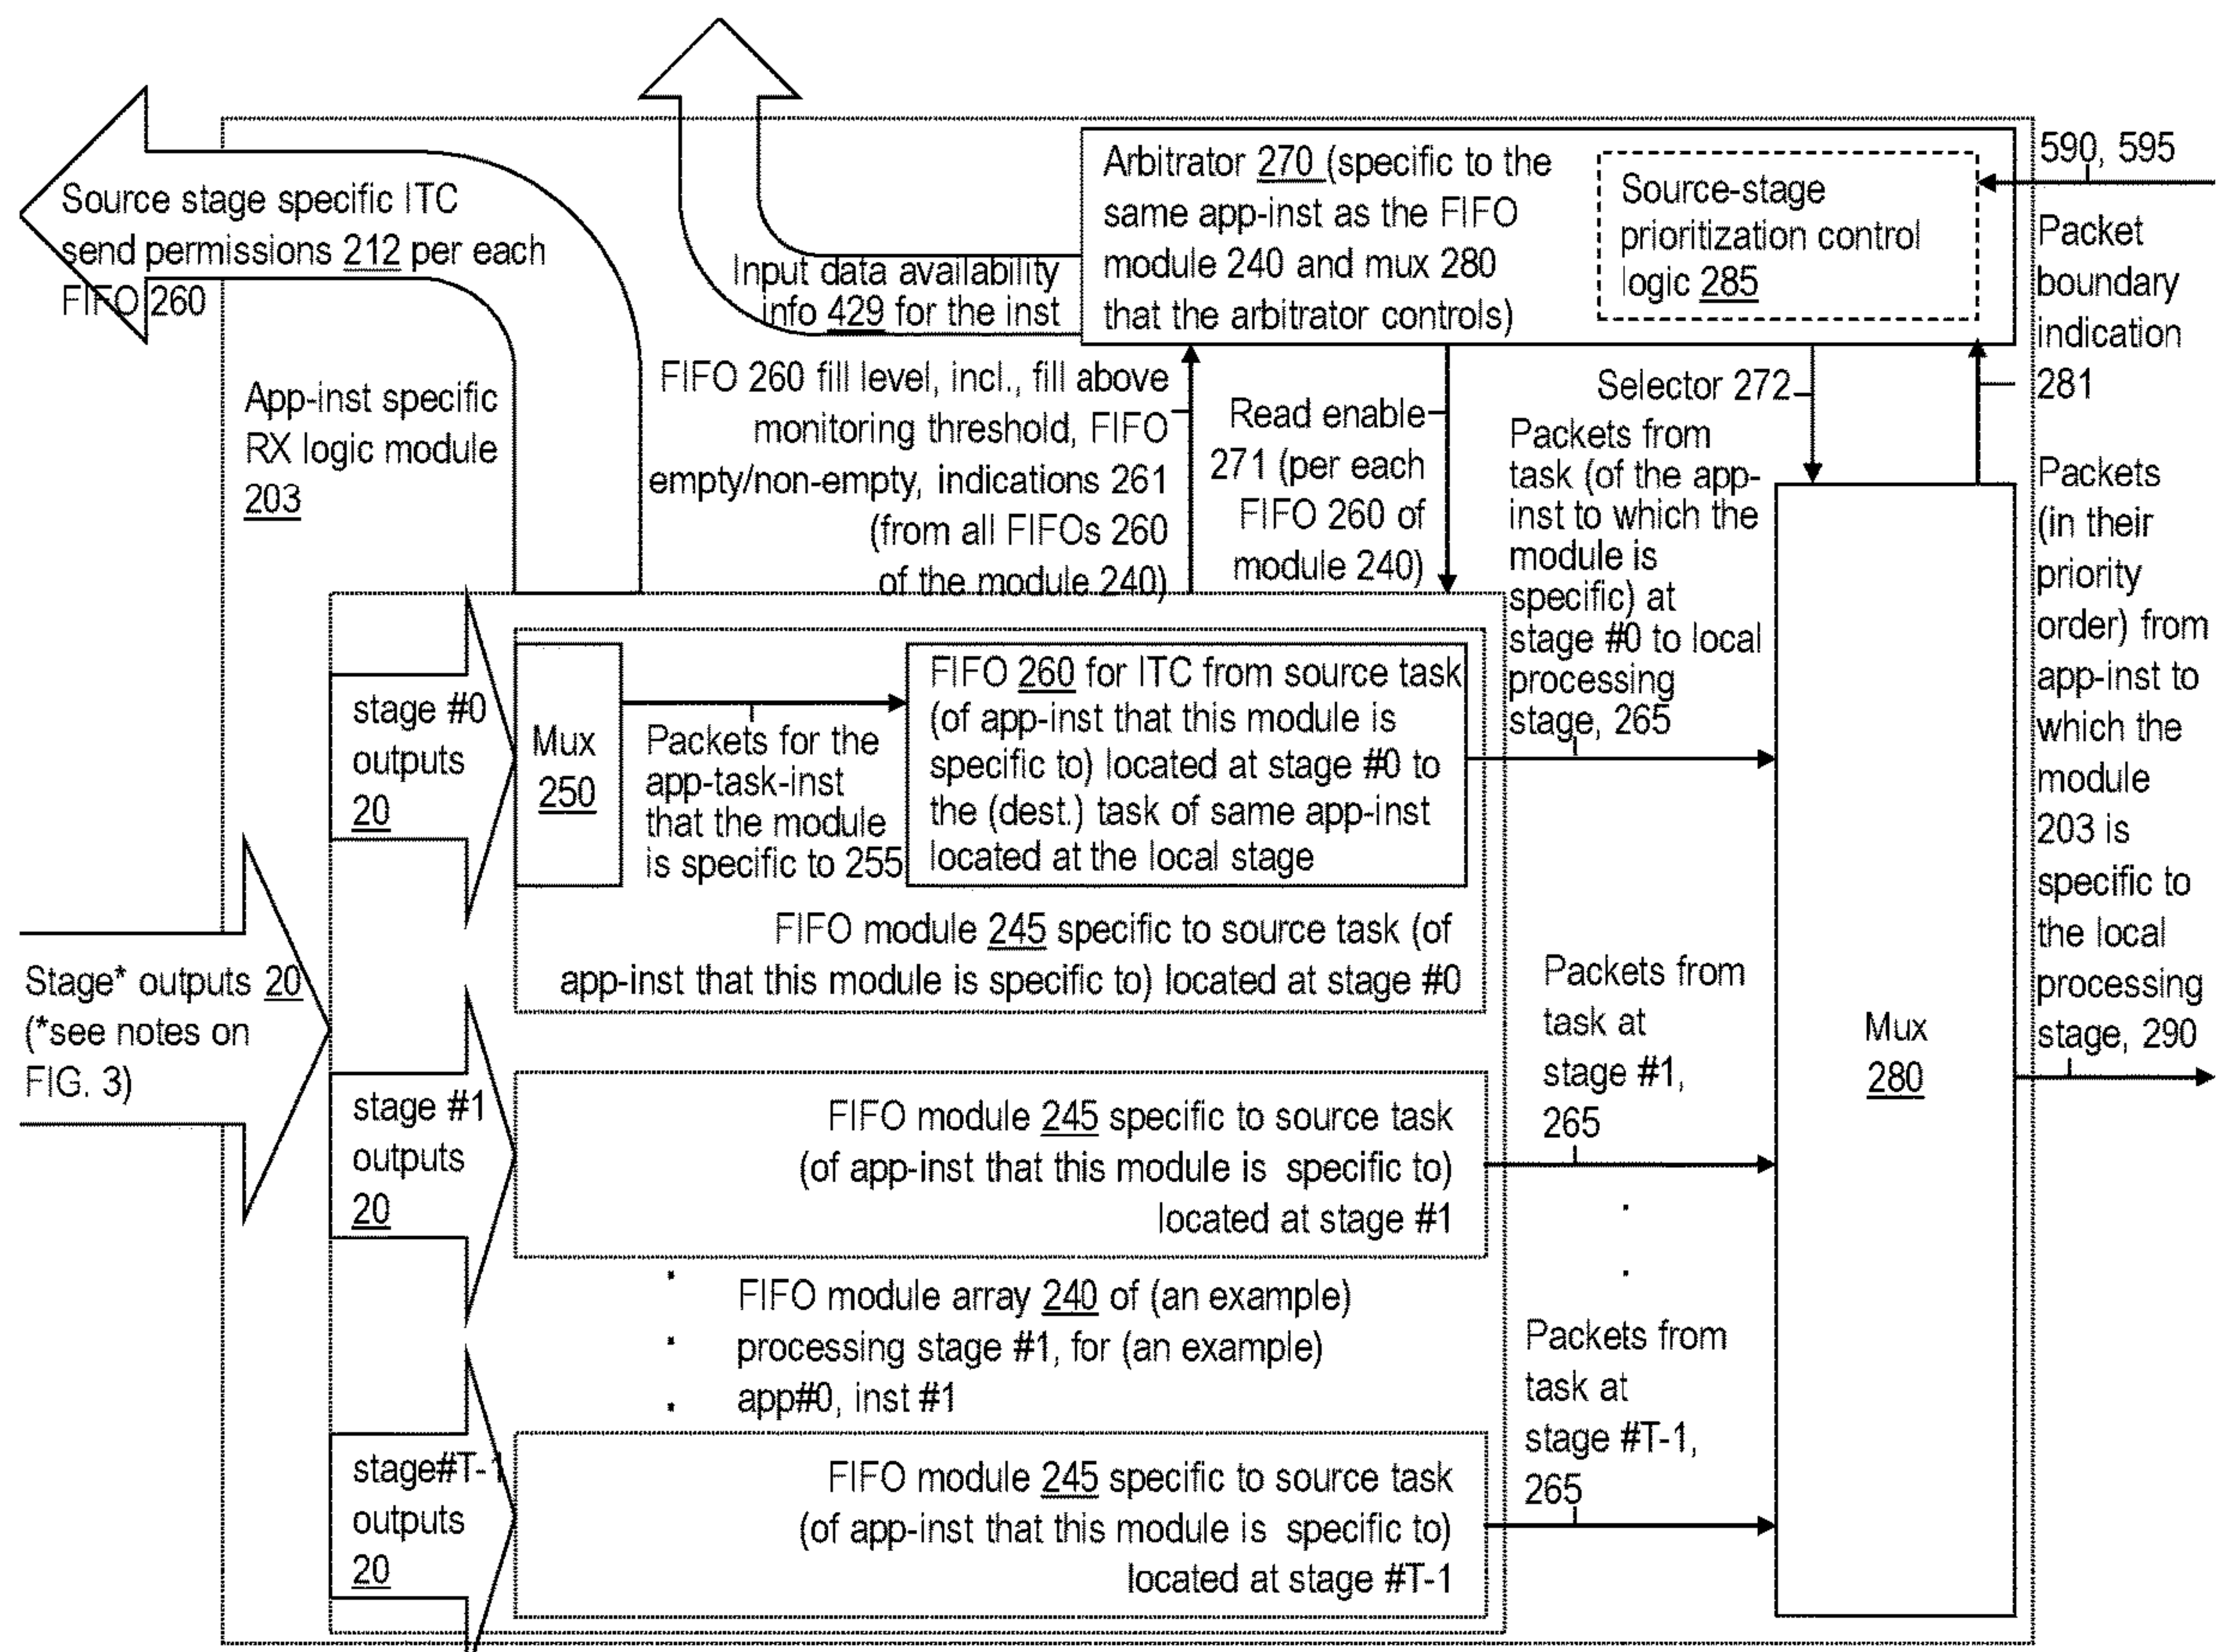 Source stage specific ITC
send permissions 212 per each
FIFO 260
Input data availability
info 429 for the inst
Arbitrator 270 (specific to the
same app-inst as the FIFO
module 240 and mux 280
that the arbitrator controls)
Source-stage
prioritization control
logic 285
590, 595
Packet
boundary
indication
281
App-inst specific
RX logic module
203
FIFO 260 fill level, incl., fill above
monitoring threshold, FIFO
empty/non-empty, indications 261
(from all FIFOs 260
of the module 240)
Read enable
271 (per each
FIFO 260 of
module 240)
Selector 272
Packets from
task (of the app-
inst to which the
module is
specific) at
stage #0 to local
processing
stage, 265
Packets
(in their
priority
order) from
app-inst to
which the
module
203 is
specific to
the local
processing
stage, 290
stage #0
outputs
20
Mux
250
Packets for the
app-task-inst
that the module
is specific to 255
FIFO 260 for ITC from source task
(of app-inst that this module is
specific to) located at stage #0 to
the (dest.) task of same app-inst
located at the local stage
FIFO module 245 specific to source task (of
app-inst that this module is specific to) located at stage #0
Stage* outputs 20
(*see notes on
FIG. 3)
stage #1
outputs
20
FIFO module 245 specific to source task
(of app-inst that this module is specific to)
located at stage #1
Packets from
task at
stage #1,
265
Mux
280
FIFO module array 240 of (an example)
processing stage #1, for (an example)
app#0, inst #1
Packets from
task at
stage #T-1,
265
stage#T-1
outputs
20
FIFO module 245 specific to source task
(of app-inst that this module is specific to)
located at stage #T-1